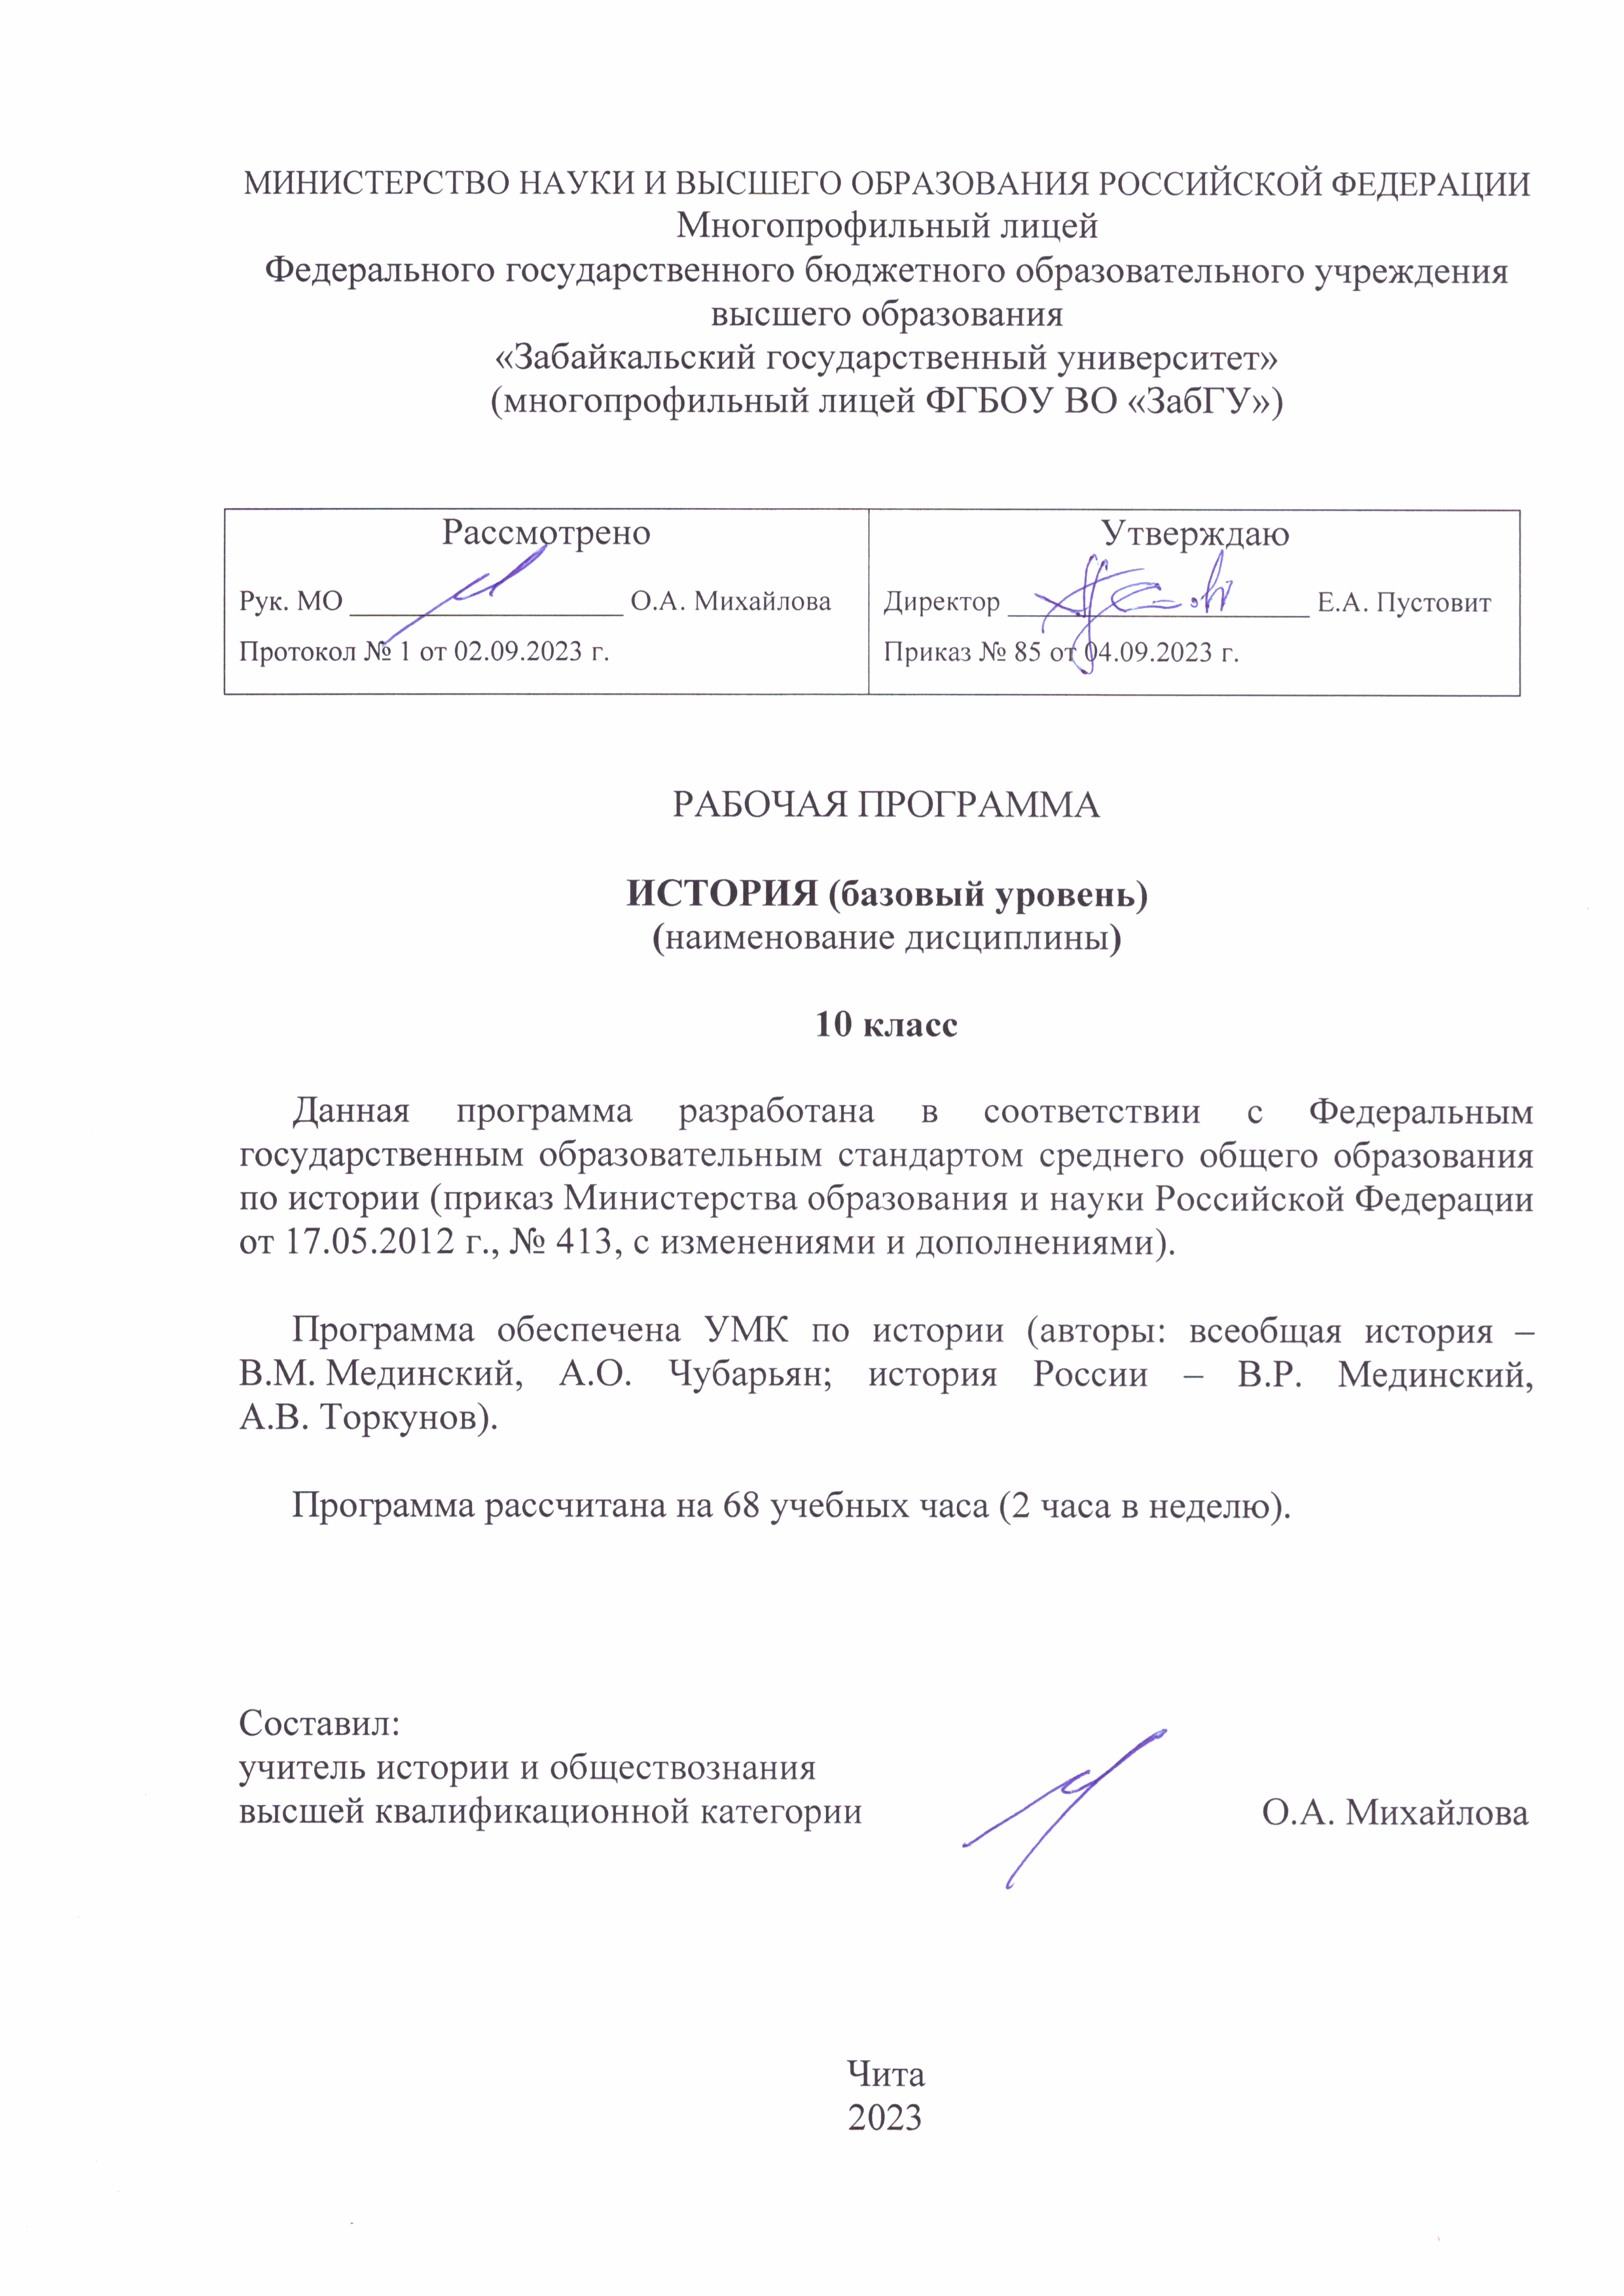 МИНИСТЕРСТВО НАУКИ И ВЫСШЕГО ОБРАЗОВАНИЯ РОССИЙСКОЙ ФЕДЕРАЦИИ
Многопрофильный лицей
Федерального государственного бюджетного образовательного учреждения
высшего образования
«Забайкальский государственный университет»
(многопрофильный лицей ФГБОУ ВО «ЗабГУ»)
Рассмотрено
Рук. МО ____________________ О.А. Михайлова
Протокол № 1 от 02.09.2023 г.
Утверждаю
Директор ______________________ Е.А. Пустовит
Приказ № 85 от 04.09.2023 г.
РАБОЧАЯ ПРОГРАММА
ИСТОРИЯ (базовый уровень)
(наименование дисциплины)
10 класс
Данная программа разработана в соответствии с Федеральным
государственным образовательным стандартом среднего общего образования
по истории (приказ Министерства образования и науки Российской Федерации
от 17.05.2012 г., № 413, с изменениями и дополнениями).
Программа обеспечена УМК по истории (авторы: всеобщая история –
В.М. Мединский, А.О. Чубарьян; история России – В.Р. Мединский,
А.В. Торкунов).
Программа рассчитана на 68 учебных часа (2 часа в неделю).
Составил:
учитель истории и обществознания
высшей квалификационной категории О.А. Михайлова
Чита
2023